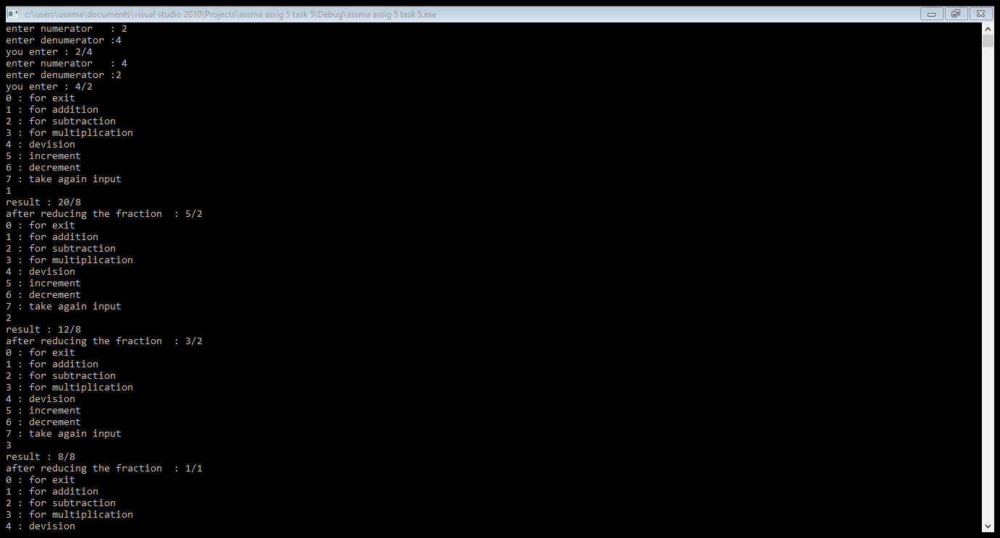 c:\users\usama\documents\visual studio 2010\Projects\assma assig 5 task 5\Debug\assma assig 5 task 5.exe
enter numerator   : 2
enter denumerator :4
you enter : 2/4
enter numerator   : 4
enter denumerator :2
you enter : 4/2
0 : for exit
1 : for addition
2 : for subtraction
3 : for multiplication
4 : devision
5 : increment
6 : decrement
7 : take again input
1
result : 20/8
after reducing the fraction  : 5/2
0 : for exit
1 : for addition
2 : for subtraction
3 : for multiplication
4 : devision
5 : increment
6 : decrement
7 : take again input
2
result : 12/8
after reducing the fraction  : 3/2
0 : for exit
1 : for addition
2 : for subtraction
3 : for multiplication
4 : devision
5 : increment
6 : decrement
7 : take again input
3
result : 8/8
after reducing the fraction  : 1/1
0 : for exit
1 : for addition
2 : for subtraction
3 : for multiplication
4 : devision